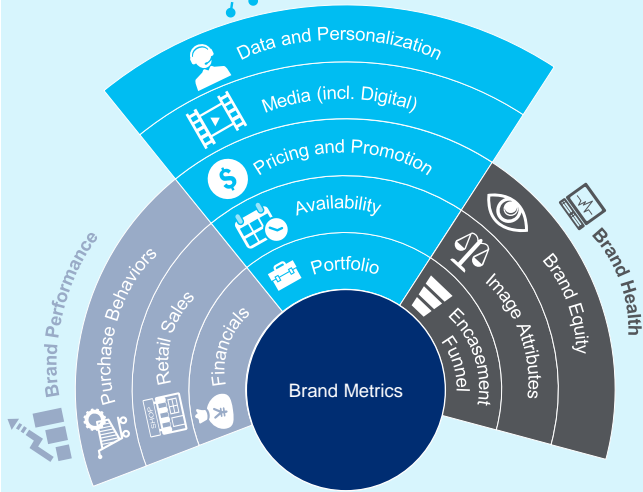 Data and Personalization
Media (incl. Digital)
Pricing and Promotion
Availability
Portfolio
Brand Performance
Purchase Behaviors
Retail Sales
Financials
SHOP
$
Brand Metrics
Encasement
Funnel
Image Attributes
Brand Equity
Brand Health